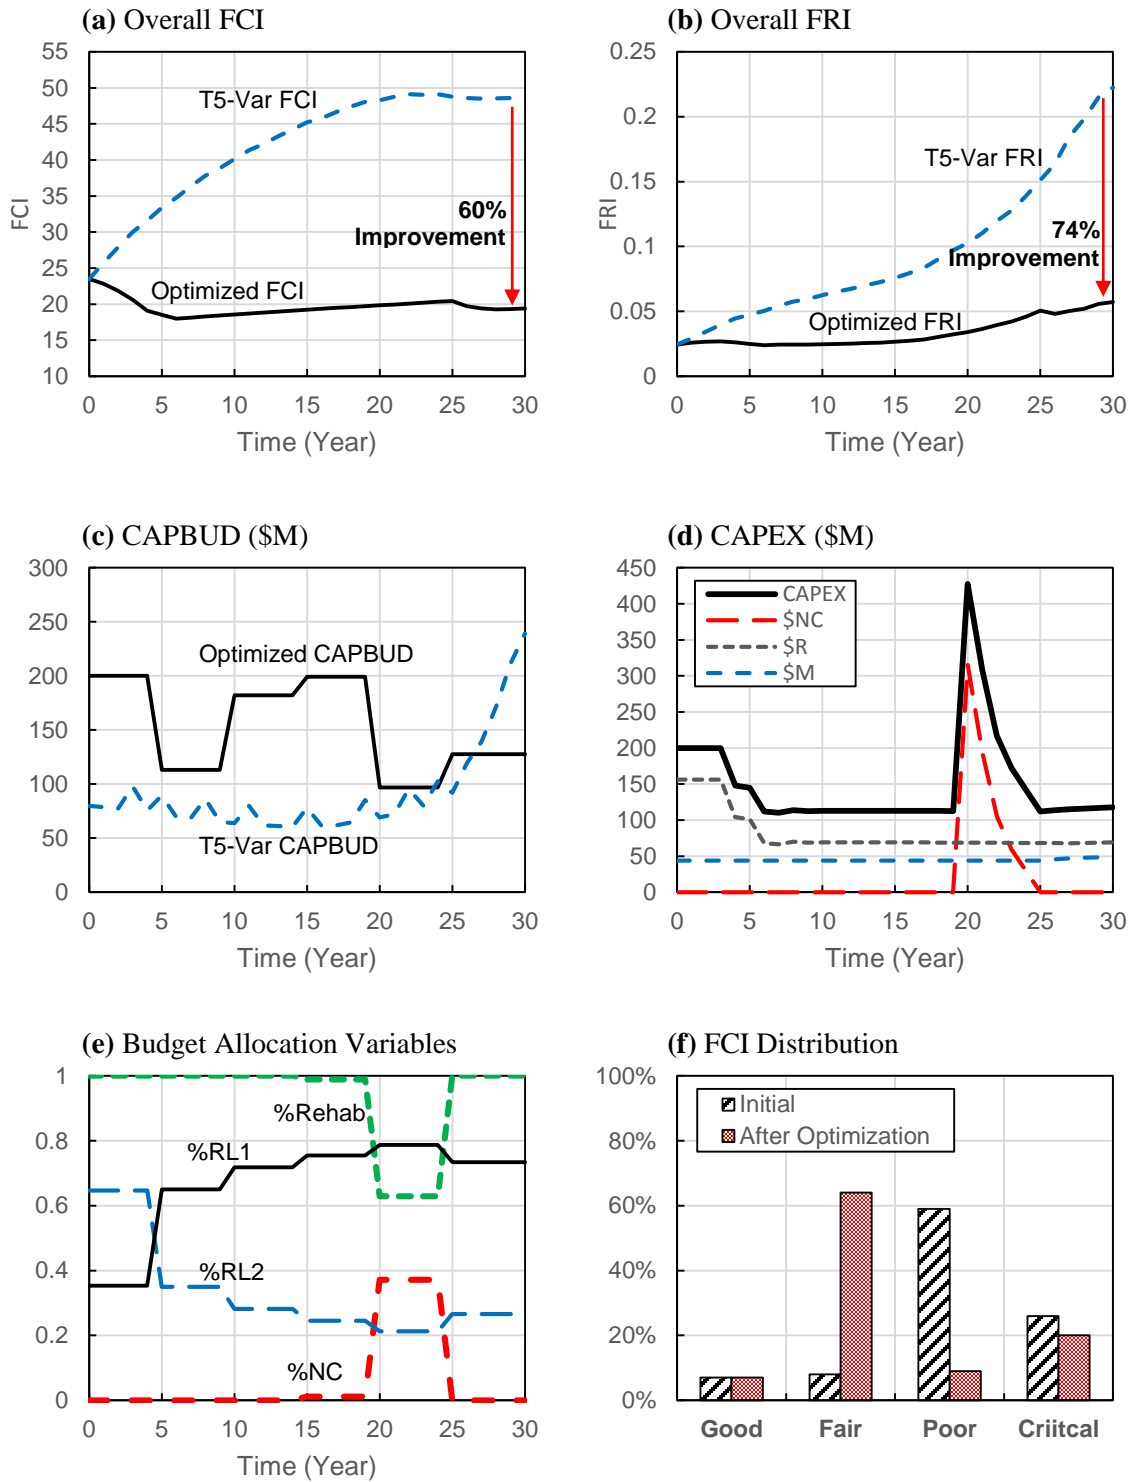 (a) Overall FCI
55
50
45
40
35
30
25
20
15
10
FCI
T5-Var FCI
60%
Improvement
Optimized FCI
0 5 10 15 20 25 30
Time (Year)
(b) Overall FRI
0.25
0.2
0.15
0.1
0.05
0
FRI
T5-Var FRI
74%
Improvement
Optimized FRI
0 5 10 15 20 25 30
Time (Year)
(c) CAPBUD ($M)
300
250
200
150
100
50
0
Optimized CAPBUD
T5-Var CAPBUD
0 5 10 15 20 25 30
Time (Year)
(d) CAPEX ($M)
450
400
350
300
250
200
150
100
50
0
CAPEX
$NC
$R
$M
0 5 10 15 20 25 30
Time (Year)
(e) Budget Allocation Variables
1
0.8
0.6
0.4
0.2
0
%Rehab
%RL1
%RL2
%NC
0 5 10 15 20 25 30
Time (Year)
(f) FCI Distribution
100%
80%
60%
40%
20%
0%
Initial
After Optimization
Good Fair Poor Criitcal